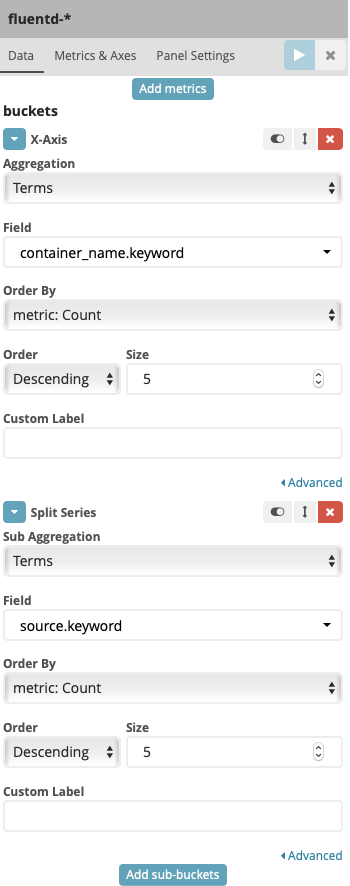 fluentd-*
Data Metrics & Axes Panel Settings
Add metrics
buckets
X-Axis
Aggregation
Terms
Field
container_name.keyword
Order By
metric: Count
Order Size
Descending 5
Custom Label
Advanced
Split Series
Sub Aggregation
Terms
Field
source.keyword
Order By
metric: Count
Order Size
Descending 5
Custom Label
Advanced
Add sub-buckets